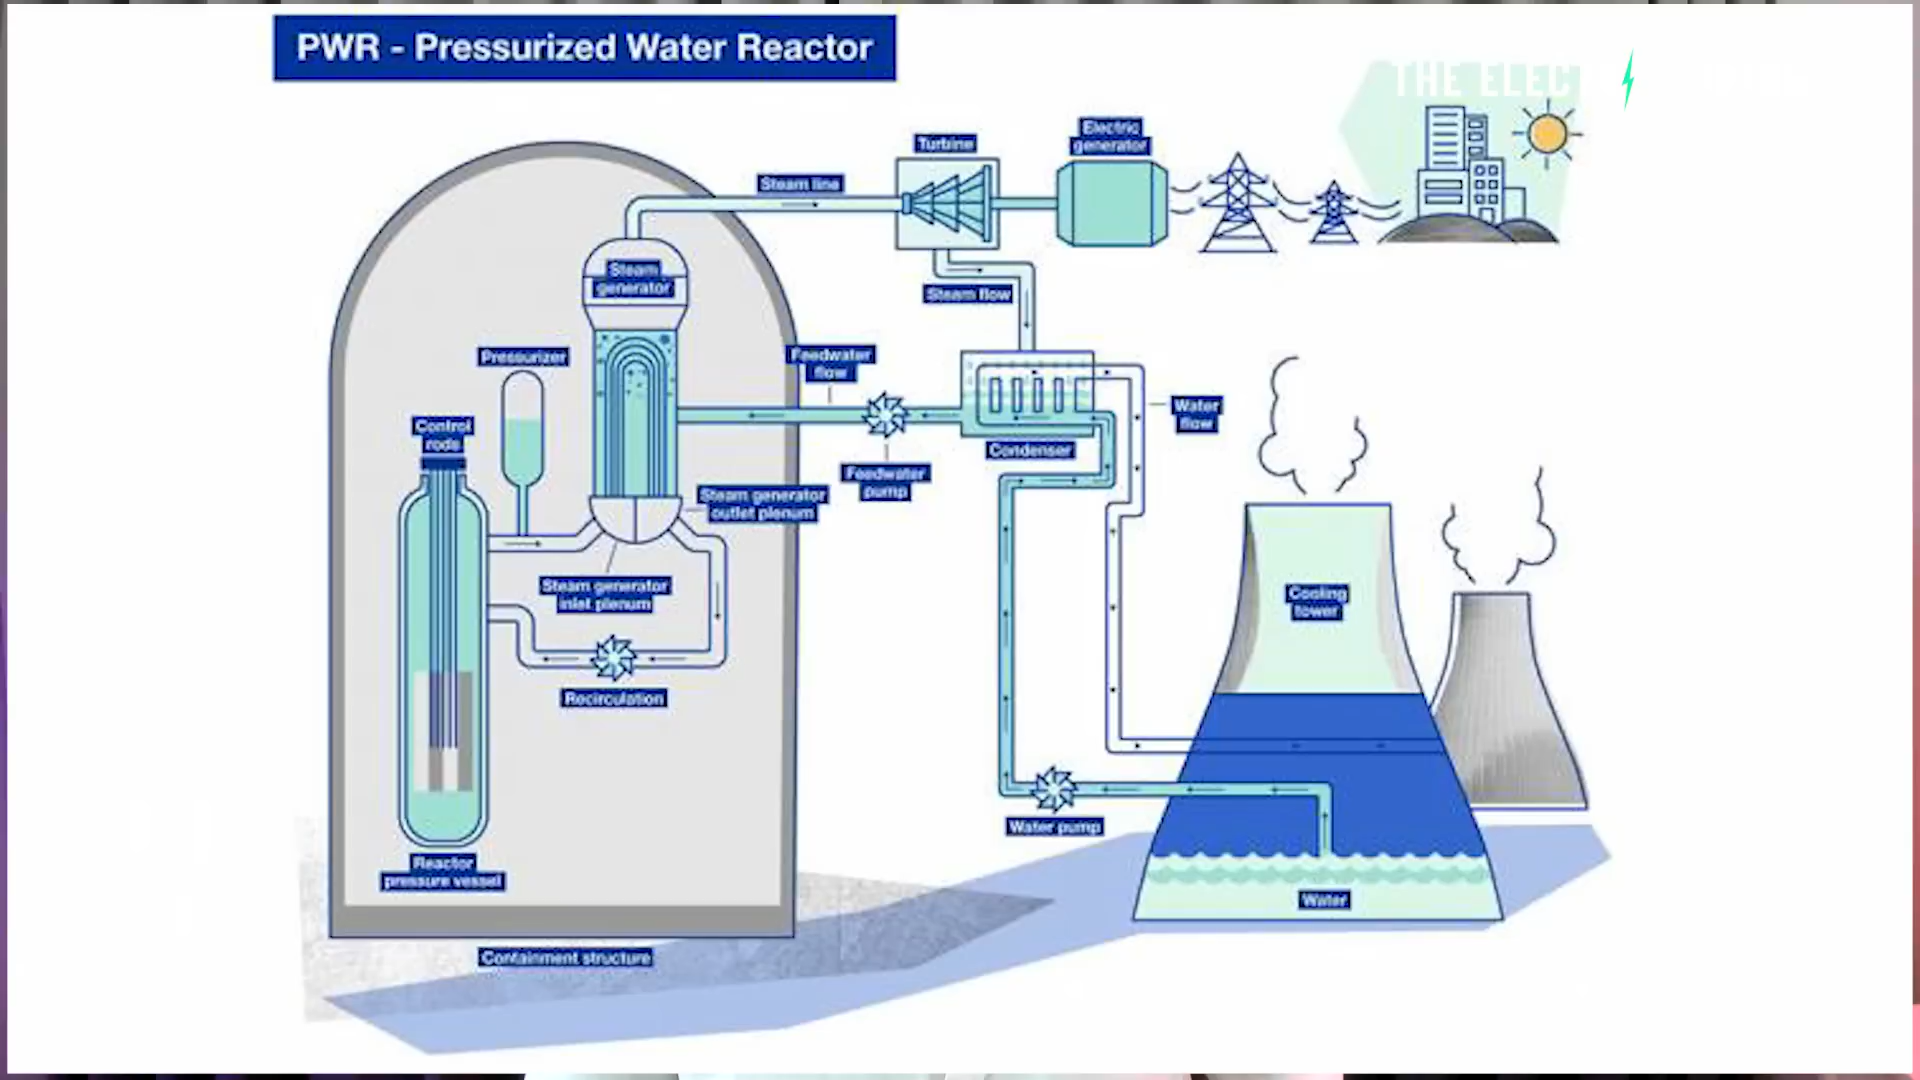 PWR - Pressurized Water Reactor
THE ELECT
Electric
generator
Turbine
Steam line
Steam
generator
Steam flow
Pressurizer
Feedwater
flow
Control
rods
Water
flow
Condenser
Feedwater
pump
Steam generator
outlet plenum
Steam generator
inlet plenum
Cooling
tower
Recirculation
Water pump
Reactor
pressure vessel
Water
Containment structure